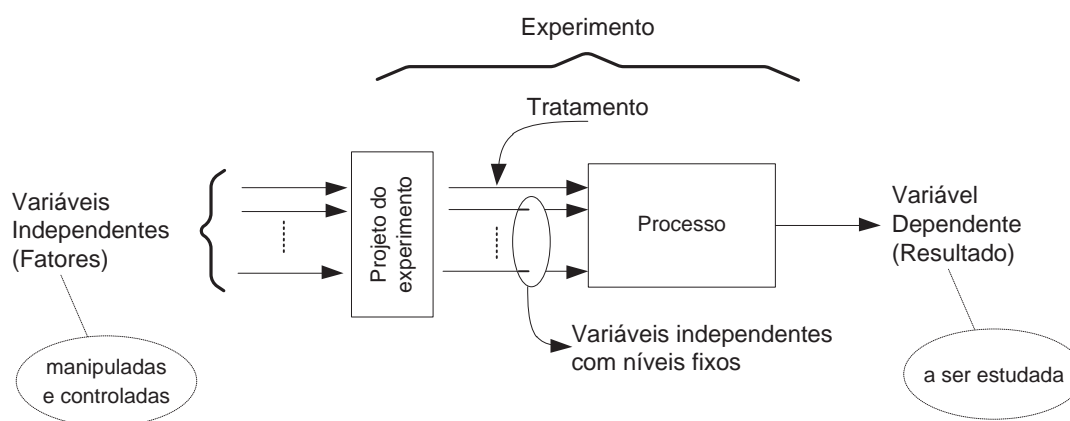 Experimento
Tratamento
Variáveis
Independentes
(Fatores)
Projeto do
experimento
Processo
Variável
Dependente
(Resultado)
Variáveis independentes
com níveis fixos
manipuladas
e controladas
a ser estudada